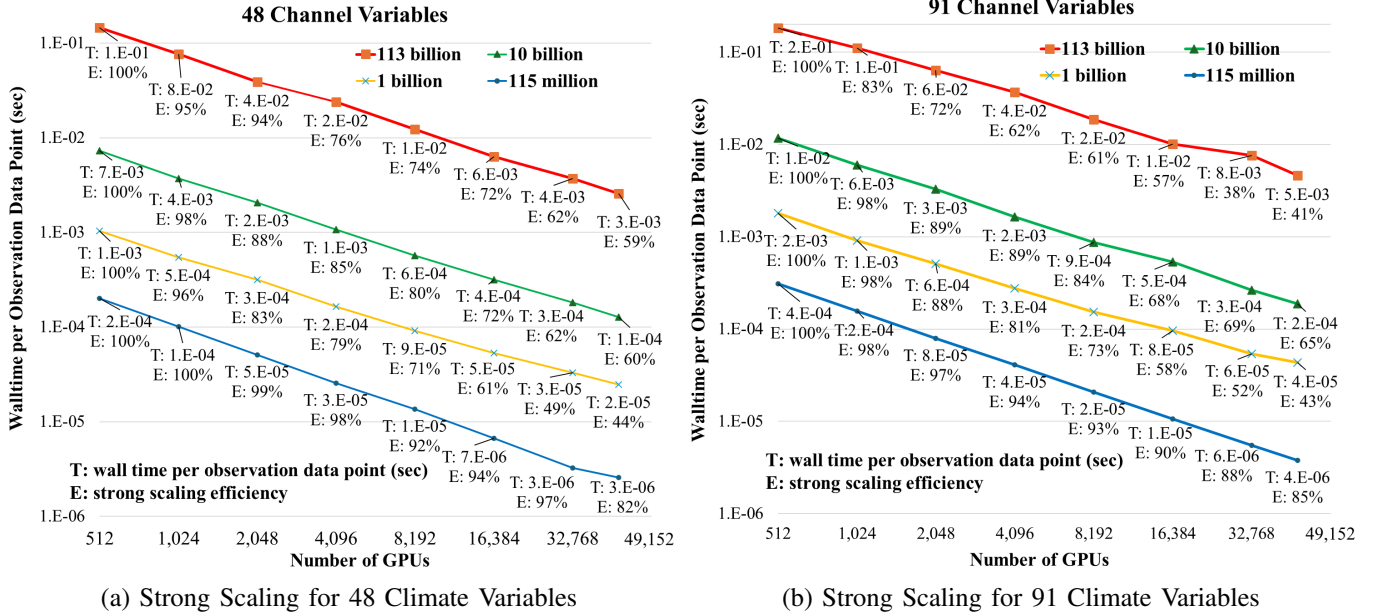 48 Channel Variables
Walltime per Observation Data Point (sec)
1.E-01
1.E-02
1.E-03
1.E-04
1.E-05
1.E-06
113 billion
10 billion
1 billion
115 million
T: 1.E-01
E: 100%
T: 8.E-02
E: 95%
T: 4.E-02
E: 94%
T: 2.E-02
E: 76%
T: 1.E-02
E: 74%
T: 6.E-03
E: 72%
T: 4.E-03
E: 62%
T: 3.E-03
E: 59%
T: 7.E-03
E: 100%
T: 4.E-03
E: 98%
T: 2.E-03
E: 88%
T: 1.E-03
E: 85%
T: 6.E-04
E: 80%
T: 4.E-04
E: 72%
T: 3.E-04
E: 62%
T: 1.E-04
E: 60%
T: 1.E-03
E: 100%
T: 5.E-04
E: 96%
T: 3.E-04
E: 83%
T: 2.E-04
E: 79%
T: 9.E-05
E: 71%
T: 5.E-05
E: 61%
T: 3.E-05
E: 49%
T: 2.E-05
E: 44%
T: 2.E-04
E: 100%
T: 1.E-04
E: 100%
T: 5.E-05
E: 99%
T: 3.E-05
E: 98%
T: 1.E-05
E: 92%
T: 7.E-06
E: 94%
T: 3.E-06
E: 97%
T: 3.E-06
E: 82%
T: wall time per observation data point (sec)
E: strong scaling efficiency
512
1,024
2,048
4,096
8,192
16,384
32,768
49,152
Number of GPUs
(a) Strong Scaling for 48 Climate Variables
91 Channel Variables
Walltime per Observation Data Point (sec)
1.E-01
1.E-02
1.E-03
1.E-04
1.E-05
1.E-06
113 billion
10 billion
1 billion
115 million
T: 2.E-01
E: 100%
T: 1.E-01
E: 83%
T: 6.E-02
E: 72%
T: 4.E-02
E: 62%
T: 2.E-02
E: 61%
T: 1.E-02
E: 57%
T: 8.E-03
E: 38%
T: 5.E-03
E: 41%
T: 1.E-02
E: 100%
T: 6.E-03
E: 98%
T: 3.E-03
E: 89%
T: 2.E-03
E: 89%
T: 9.E-04
E: 84%
T: 5.E-04
E: 68%
T: 3.E-04
E: 69%
T: 2.E-04
E: 65%
T: 2.E-03
E: 100%
T: 1.E-03
E: 98%
T: 6.E-04
E: 88%
T: 3.E-04
E: 81%
T: 2.E-04
E: 73%
T: 8.E-05
E: 58%
T: 6.E-05
E: 52%
T: 4.E-05
E: 43%
T: 4.E-04
E: 100%
T: 2.E-04
E: 98%
T: 8.E-05
E: 97%
T: 4.E-05
E: 94%
T: 2.E-05
E: 93%
T: 1.E-05
E: 90%
T: 6.E-06
E: 88%
T: 4.E-06
E: 85%
T: wall time per observation data point (sec)
E: strong scaling efficiency
512
1,024
2,048
4,096
8,192
16,384
32,768
49,152
Number of GPUs
(b) Strong Scaling for 91 Climate Variables